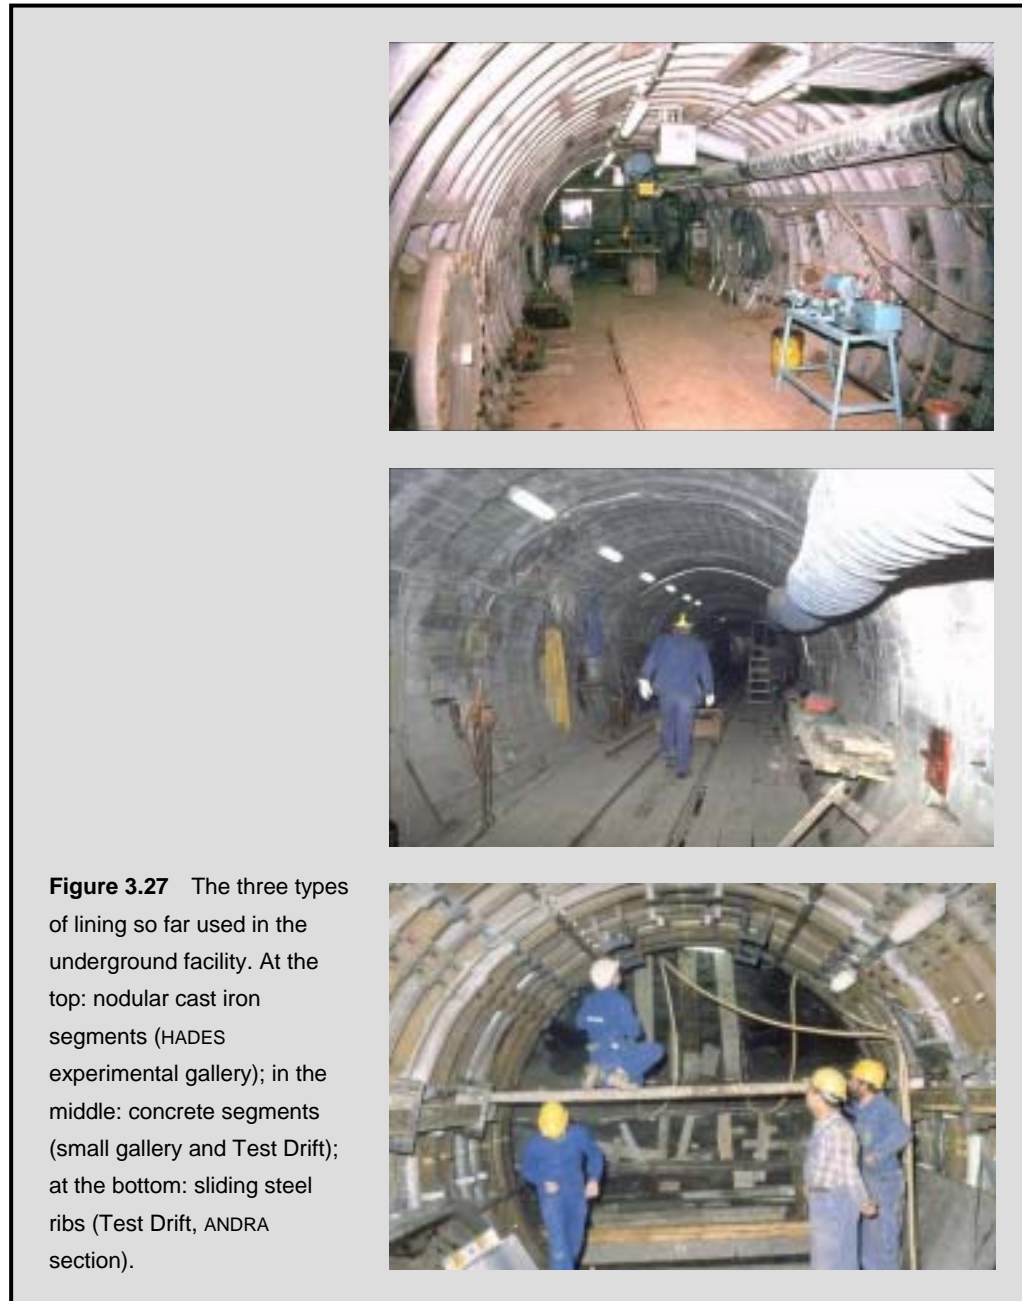 Figure 3.27 The three types
of lining so far used in the
underground facility. At the
top: nodular cast iron
segments (HADES
experimental gallery); in the
middle: concrete segments
(small gallery and Test Drift);
at the bottom: sliding steel
ribs (Test Drift, ANDRA
section).